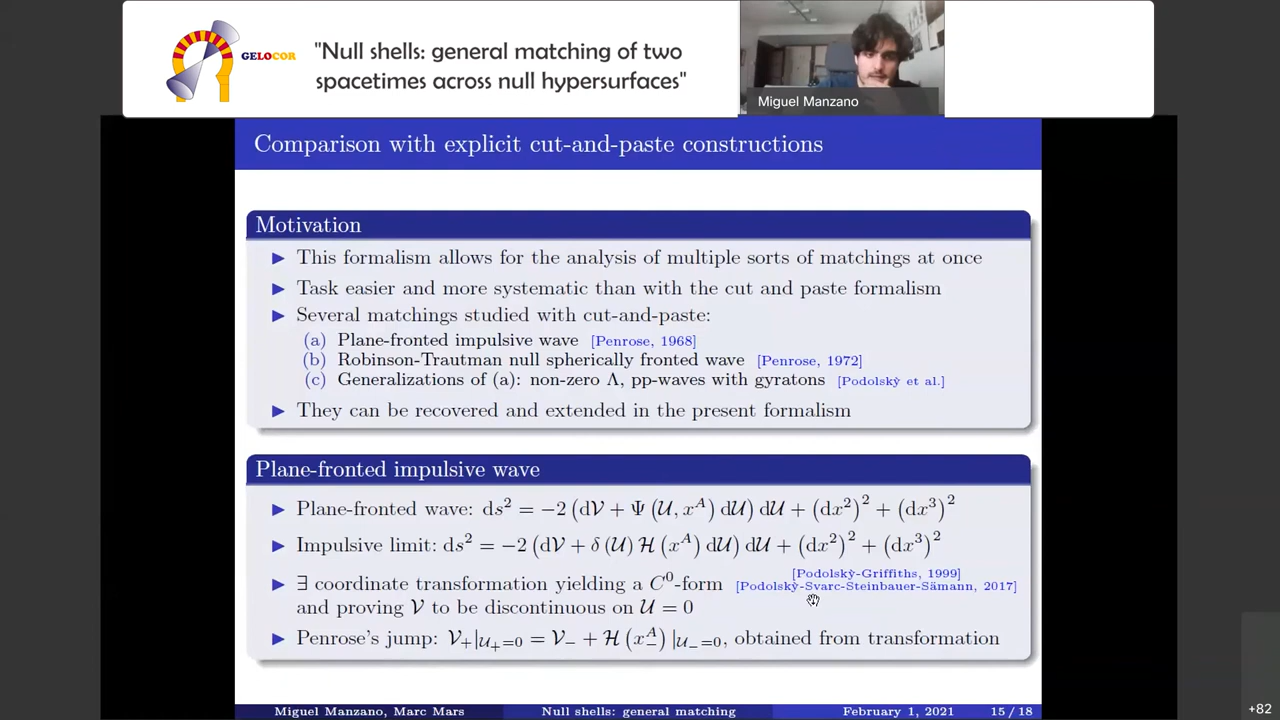 GELOCOR
"Null shells: general matching of two
spacetimes across null hypersurfaces"
Miguel Manzano
Comparison with explicit cut-and-paste constructions
Motivation
▶ This formalism allows for the analysis of multiple sorts of matchings at once
▶ Task easier and more systematic than with the cut and paste formalism
▶ Several matchings studied with cut-and-paste:
(a) Plane-fronted impulsive wave [Penrose, 1968]
(b) Robinson-Trautman null spherically fronted wave [Penrose, 1972]
(c) Generalizations of (a): non-zero Λ, pp-waves with gyratons [Podolskỳ et al.]
▶ They can be recovered and extended in the present formalism
Plane-fronted impulsive wave
▶ Plane-fronted wave: ds² = −2 (d𝒱 + Ψ (𝒰, x^A) d𝒰) d𝒰 + (dx²)² + (dx³)²
▶ Impulsive limit: ds² = −2 (d𝒱 + δ (𝒰) ℋ (x^A) d𝒰) d𝒰 + (dx²)² + (dx³)²
▶ ∃ coordinate transformation yielding a C⁰-form [Podolskỳ-Griffiths, 1999]
[Podolskỳ-Svarc-Steinbauer-Sämann, 2017]
and proving 𝒱 to be discontinuous on 𝒰 = 0
▶ Penrose's jump: 𝒱₊|_{𝒰₊=0} = 𝒱₋ + ℋ (x^A_−) |_{𝒰₋=0}, obtained from transformation
Miguel Manzano, Marc Mars Null shells: general matching February 1, 2021 15 / 18
+82